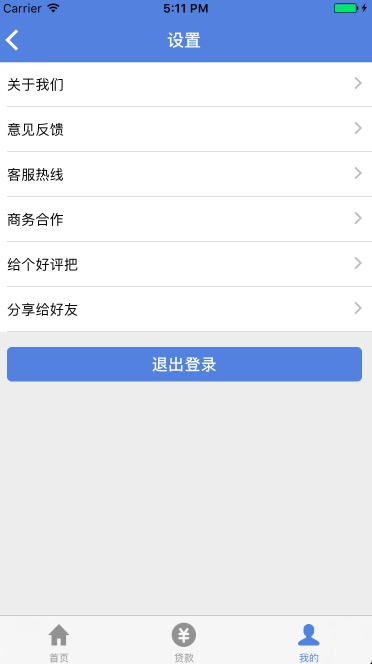 Carrier 5:11 PM
设置
关于我们
意见反馈
客服热线
商务合作
给个好评把
分享给好友
退出登录
首页 贷款 我的